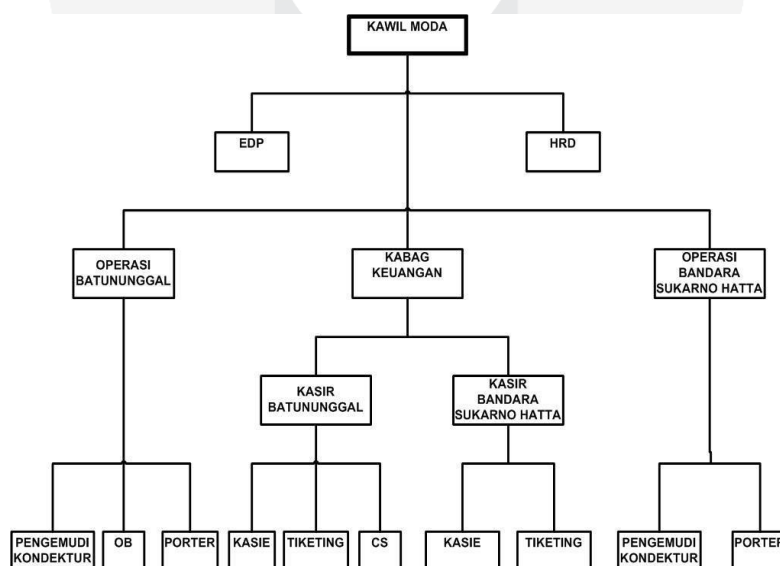 KAWIL MODA
EDP
HRD
OPERASI
BATUNUNGGAL
KABAG
KEUANGAN
OPERASI
BANDARA
SUKARNO HATTA
KASIR
BATUNUNGGAL
KASIR
BANDARA
SUKARNO HATTA
PENGEMUDI
KONDEKTUR
OB
PORTER
KASIE
TIKETING
CS
KASIE
TIKETING
PENGEMUDI
KONDEKTUR
PORTER